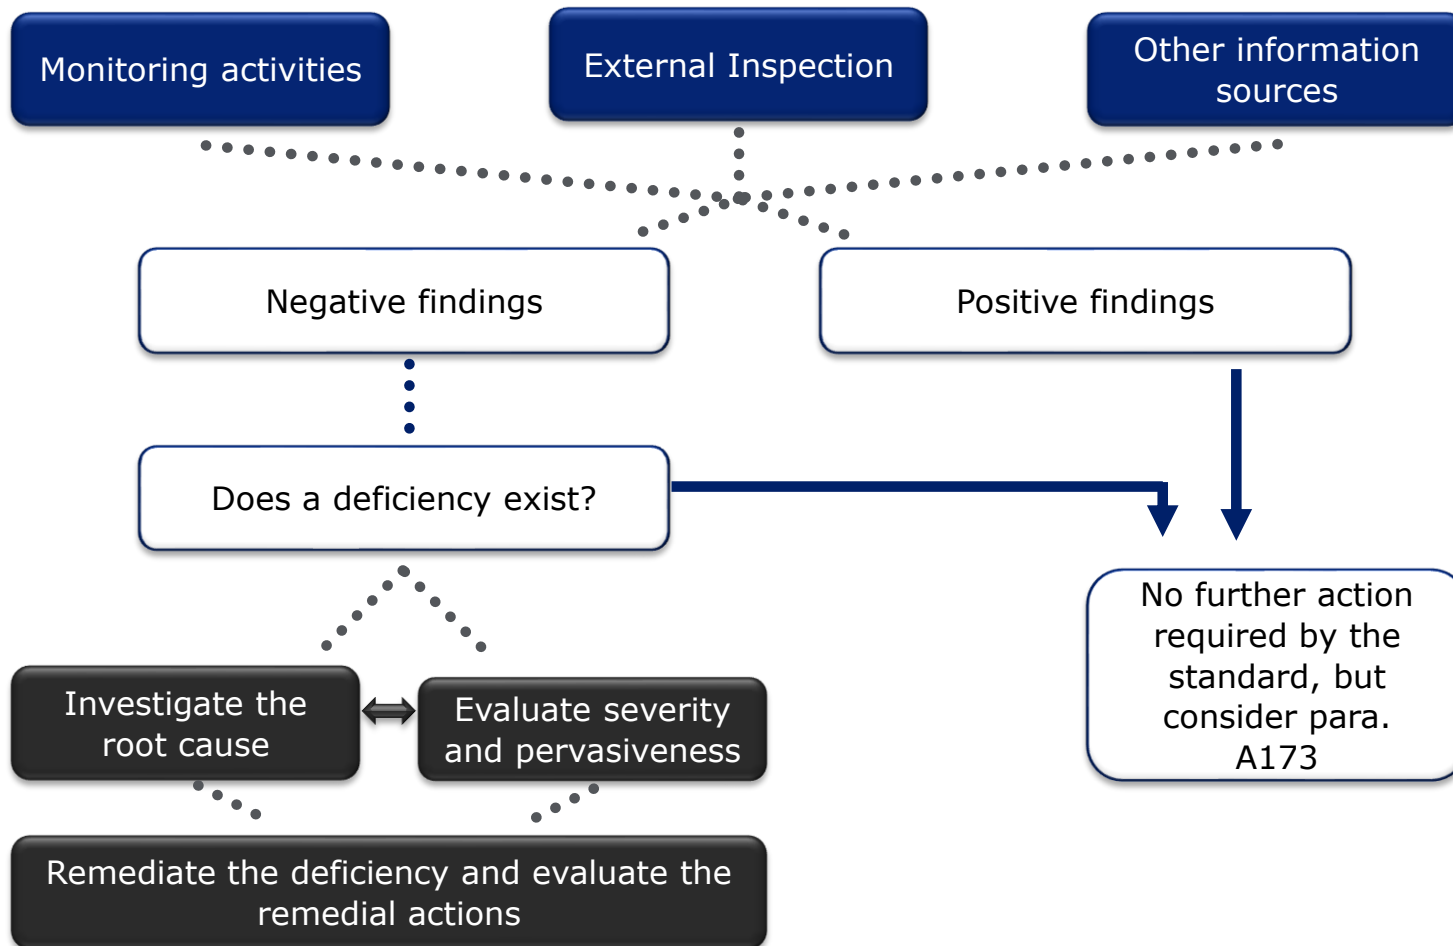 Monitoring activities
External Inspection
Other information
sources
Negative findings
Positive findings
Does a deficiency exist?
No further action
required by the
standard, but
consider para.
A173
Investigate the
root cause
Evaluate severity
and pervasiveness
Remediate the deficiency and evaluate the
remedial actions